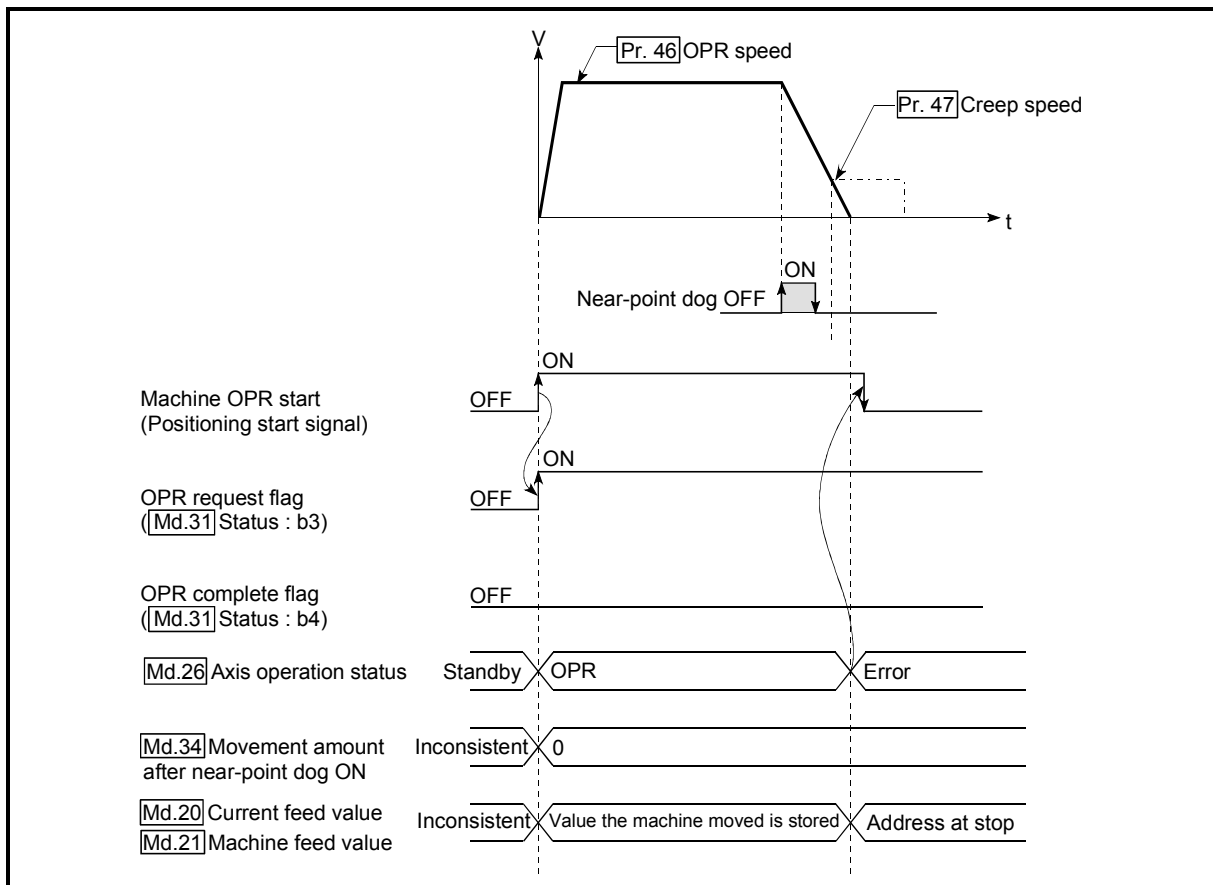 V
Pr. 46 OPR speed
Pr. 47 Creep speed
t
ON
Near-point dog OFF
ON
Machine OPR start
(Positioning start signal)
OFF
ON
OPR request flag
( Md.31 Status : b3)
OFF
OPR complete flag
( Md.31 Status : b4)
OFF
Md.26 Axis operation status
Standby
OPR
Error
Md.34 Movement amount
after near-point dog ON
Inconsistent
0
Md.20 Current feed value
Md.21 Machine feed value
Inconsistent
Value the machine moved is stored
Address at stop